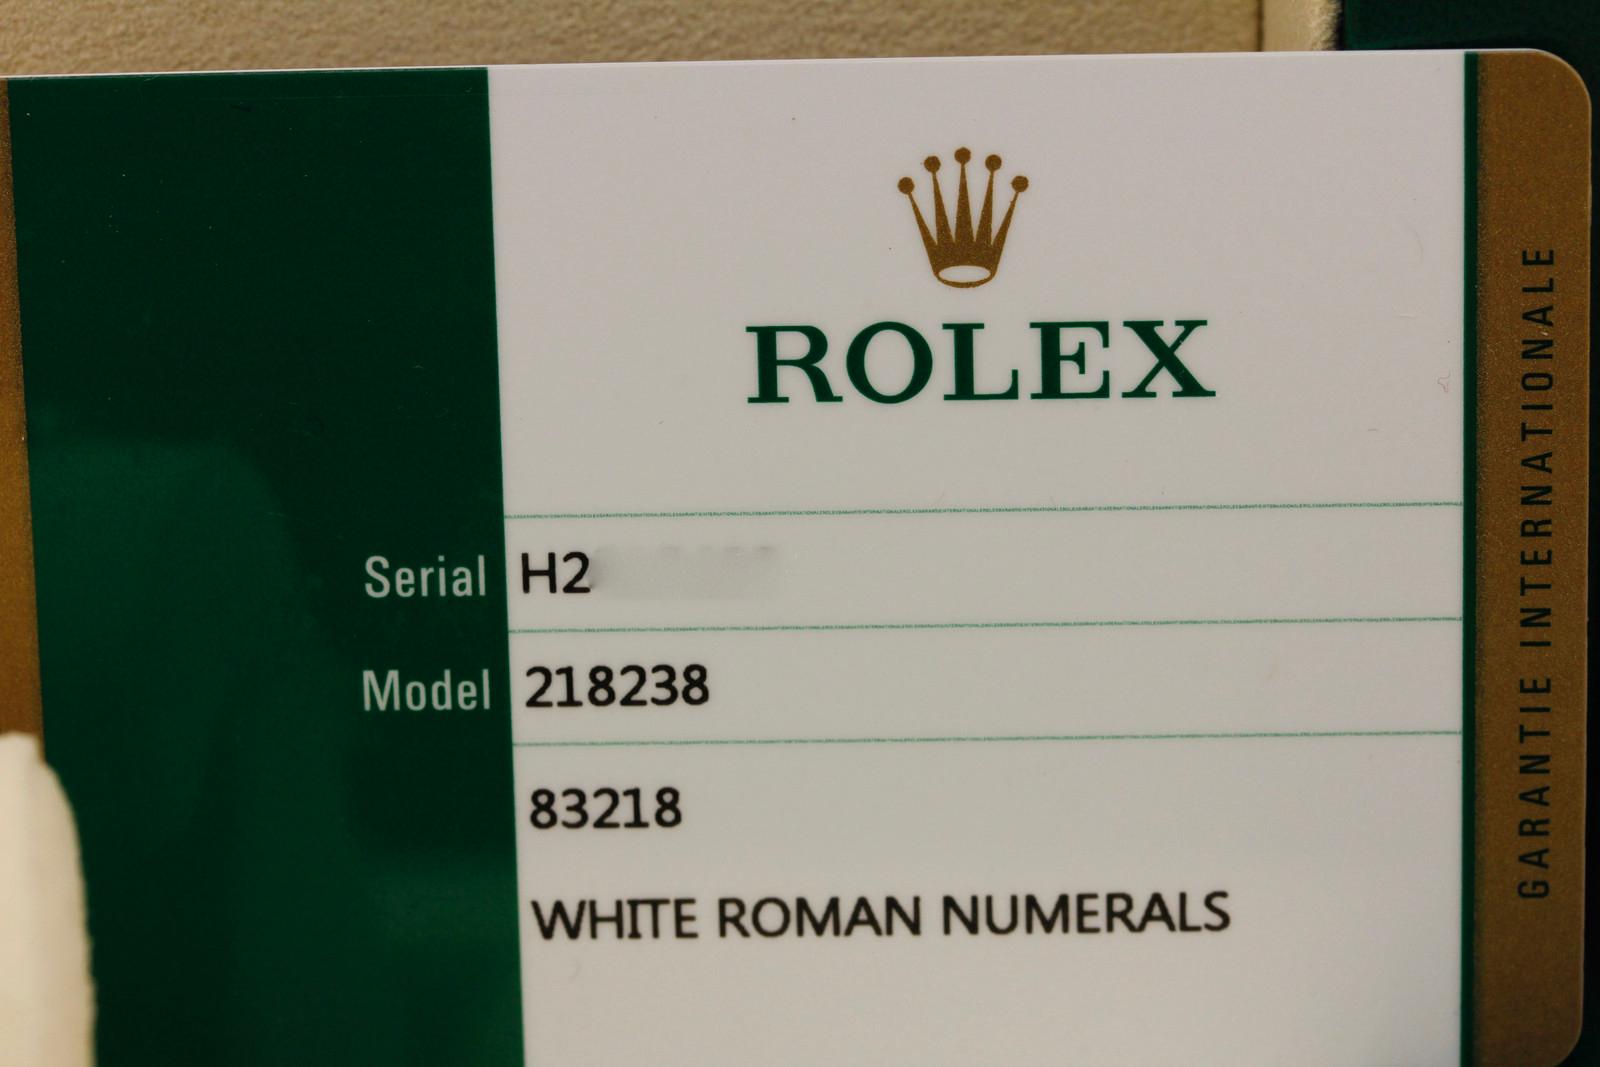 ROLEX
Serial H2
Model 218238
83218
WHITE ROMAN NUMERALS
GARANTIE INTERNATIONALE